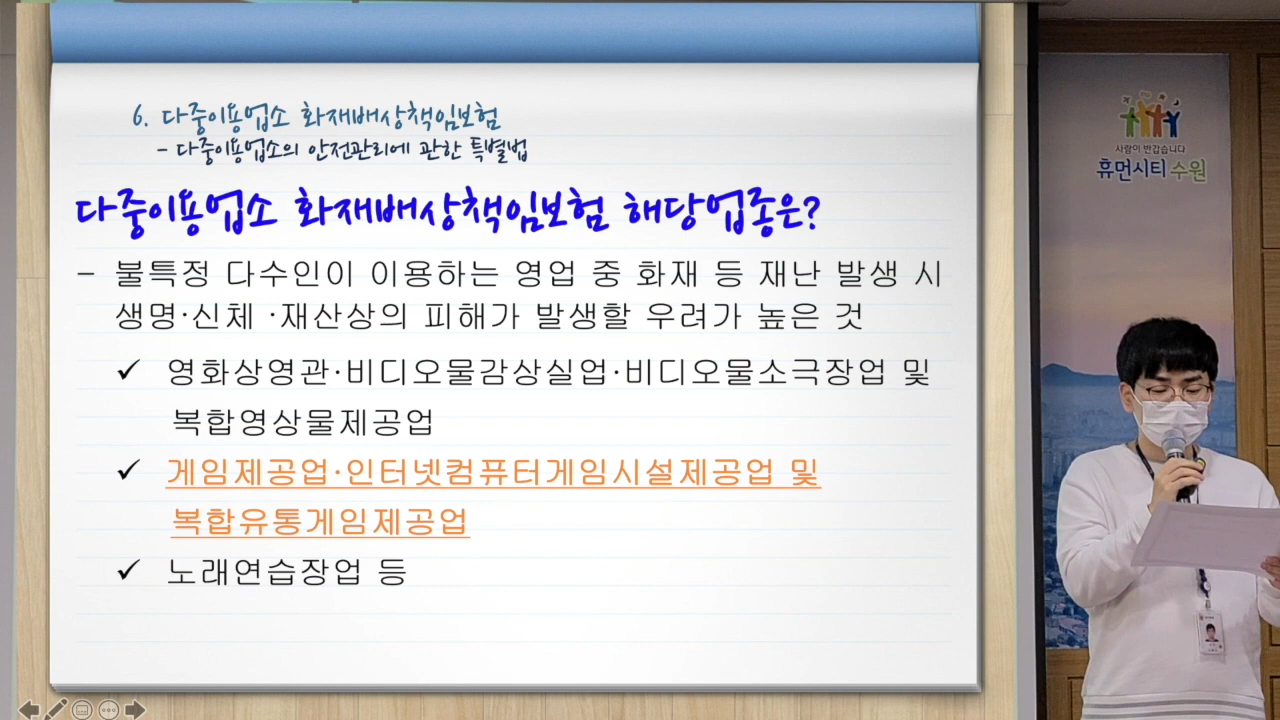 6. 다중이용업소 화재배상책임보험
- 다중이용업소의 안전관리에 관한 특별법
다중이용업소 화재배상책임보험 해당업종은?
- 불특정 다수인이 이용하는 영업 중 화재 등 재난 발생 시
생명·신체 ·재산상의 피해가 발생할 우려가 높은 것
✓ 영화상영관·비디오물감상실업·비디오물소극장업 및
복합영상물제공업
✓ 게임제공업·인터넷컴퓨터게임시설제공업 및
복합유통게임제공업
✓ 노래연습장업 등
사람이 반갑습니다
휴먼시티 수원